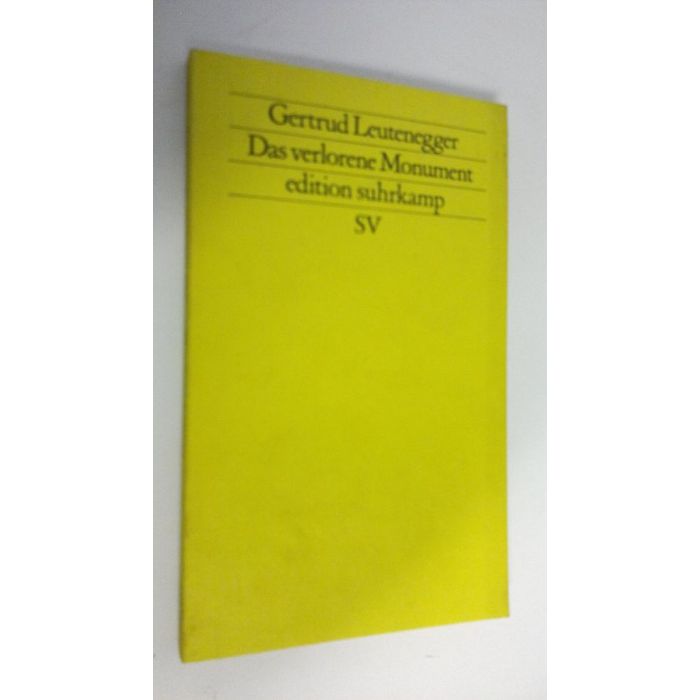 Gertrud Leutenegger
Das verlorene Monument
edition suhrkamp
SV